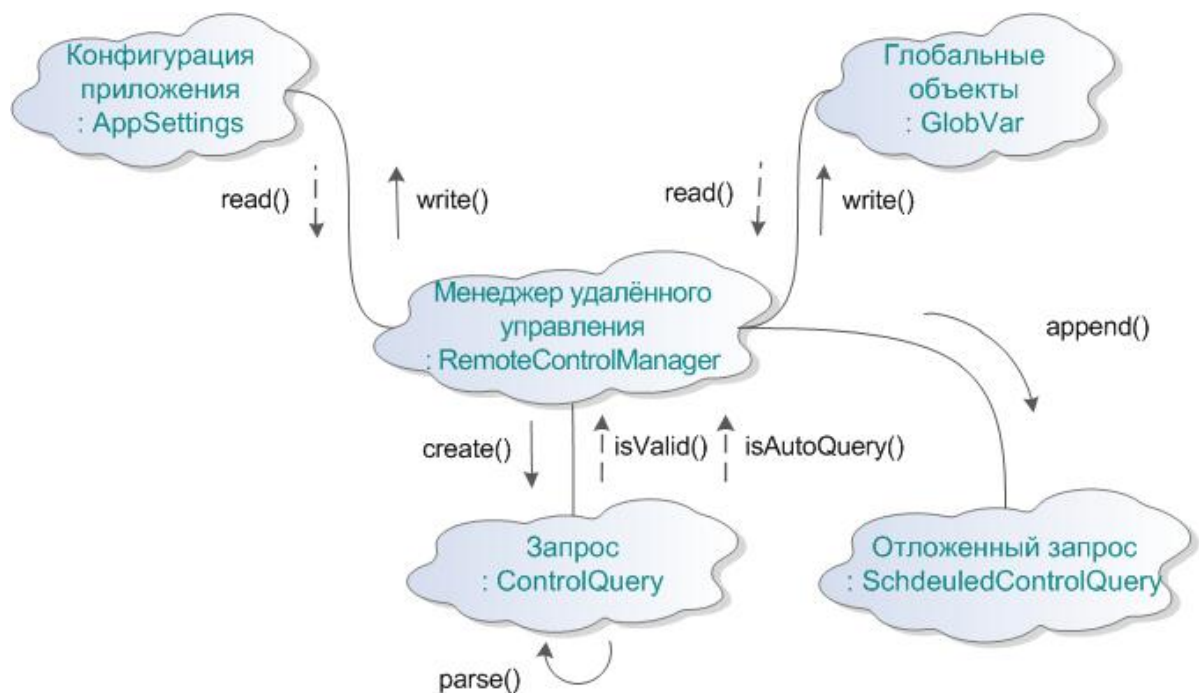 Конфигурация
приложения
: AppSettings
Глобальные
объекты
: GlobVar
read()
write()
read()
write()
Менеджер удалённого
управления
: RemoteControlManager
append()
create()
isValid()
isAutoQuery()
Запрос
: ControlQuery
Отложенный запрос
: SchdeuledControlQuery
parse()